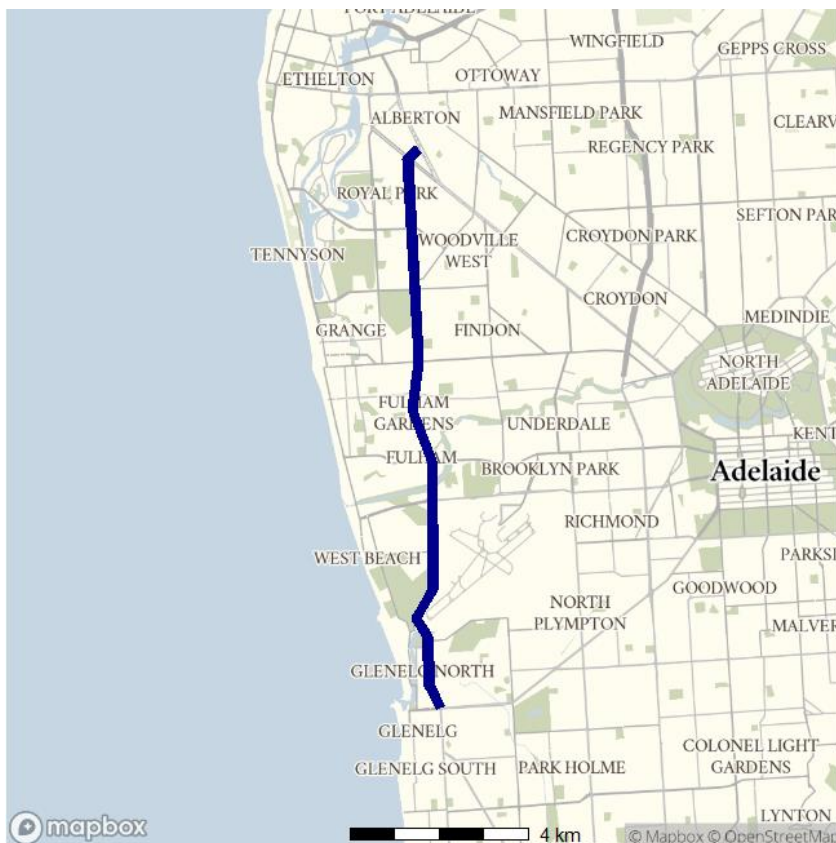 PORT ADELAIDE
WINGFIELD
GEPPS CROSS
ETHELTON
OTTOWAY
MANSFIELD PARK
ALBERTON
CLEARV
REGENCY PARK
ROYAL PARK
SEFTON PAR
WOODVILLE
WEST
CROYDON PARK
TENNYSON
CROYDON
MEDINDIE
GRANGE
FINDON
NORTH
ADELAIDE
FULHAM
GARDENS
UNDERDALE
KENT
FULHAM
BROOKLYN PARK
Adelaide
RICHMOND
WEST BEACH
PARKSI
GOODWOOD
NORTH
PLYMPTON
MALVER
GLENELG NORTH
GLENELG
COLONEL LIGHT
GARDENS
GLENELG SOUTH
PARK HOLME
LYNTON
mapbox
4 km
© Mapbox © OpenStreetMap